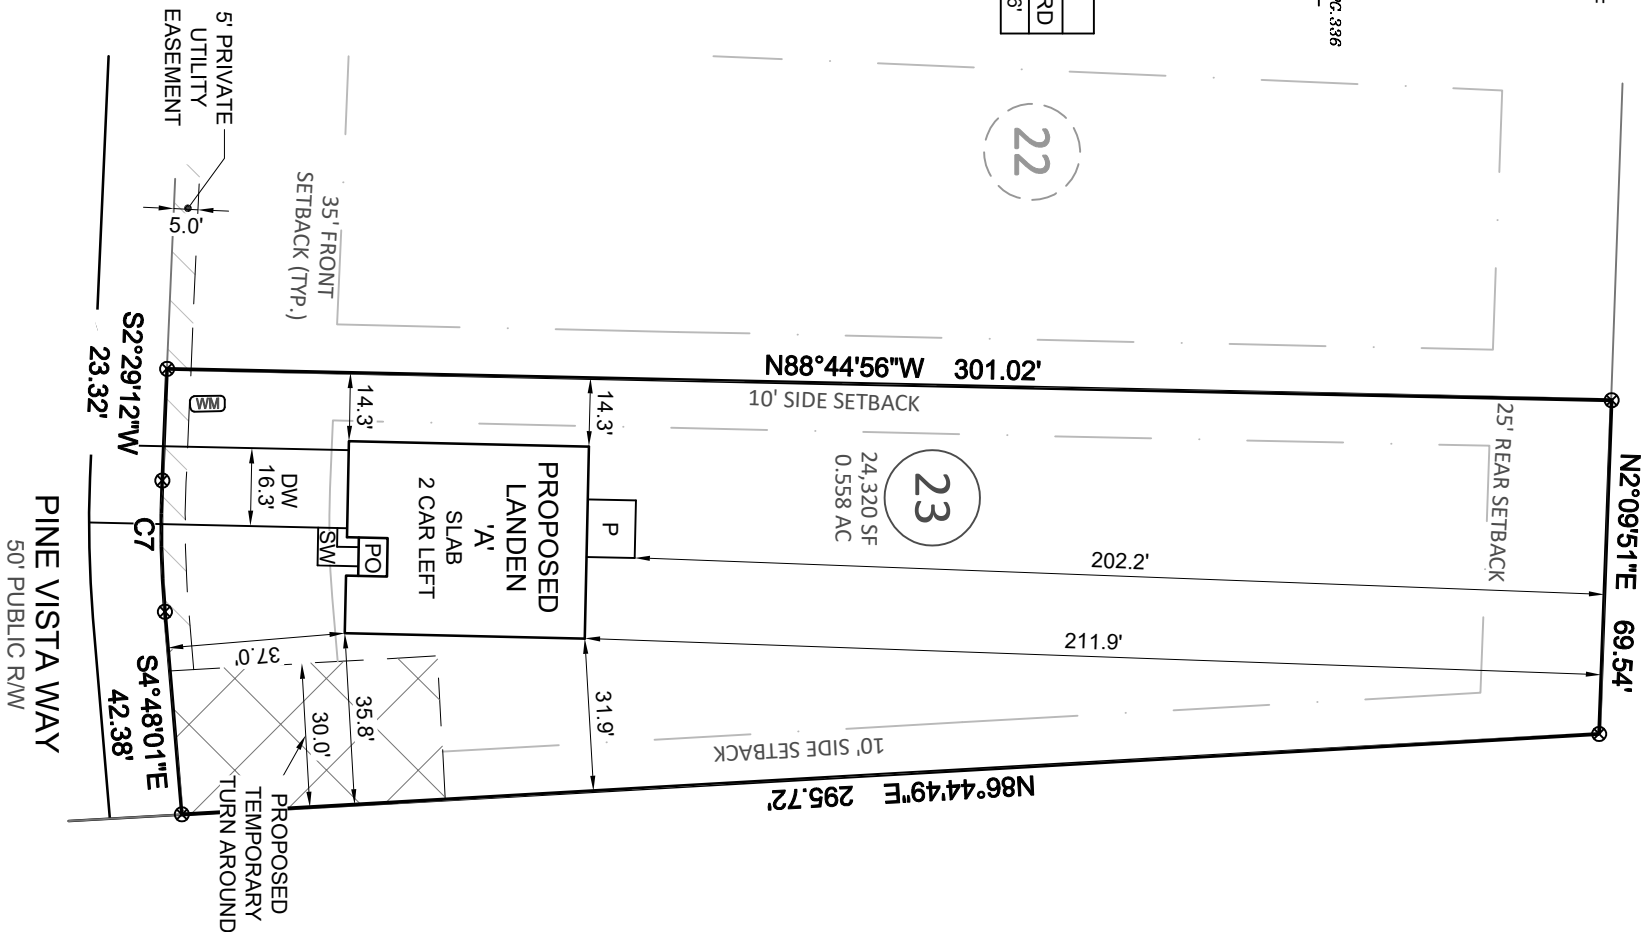 PG.336
RD
6'
5' PRIVATE
UTILITY
EASEMENT
5.0'
22
35' FRONT
SETBACK (TYP.)
N88°44'56"W 301.02'
10' SIDE SETBACK
25' REAR SETBACK
N2°09'51"E 69.54'
S2°29'12"W
23.32'
WM
14.3'
14.3'
23
24,320 SF
0.558 AC
DW
16.3'
PROPOSED
LANDEN
'A'
SLAB
2 CAR LEFT
P
PO
SW
C7
202.2'
211.9'
PINE VISTA WAY
50' PUBLIC R/W
37.0'
35.8'
30.0'
31.9'
10' SIDE SETBACK
N86°44'49"E 295.72'
S4°48'01"E
42.38'
PROPOSED
TEMPORARY
TURN AROUND